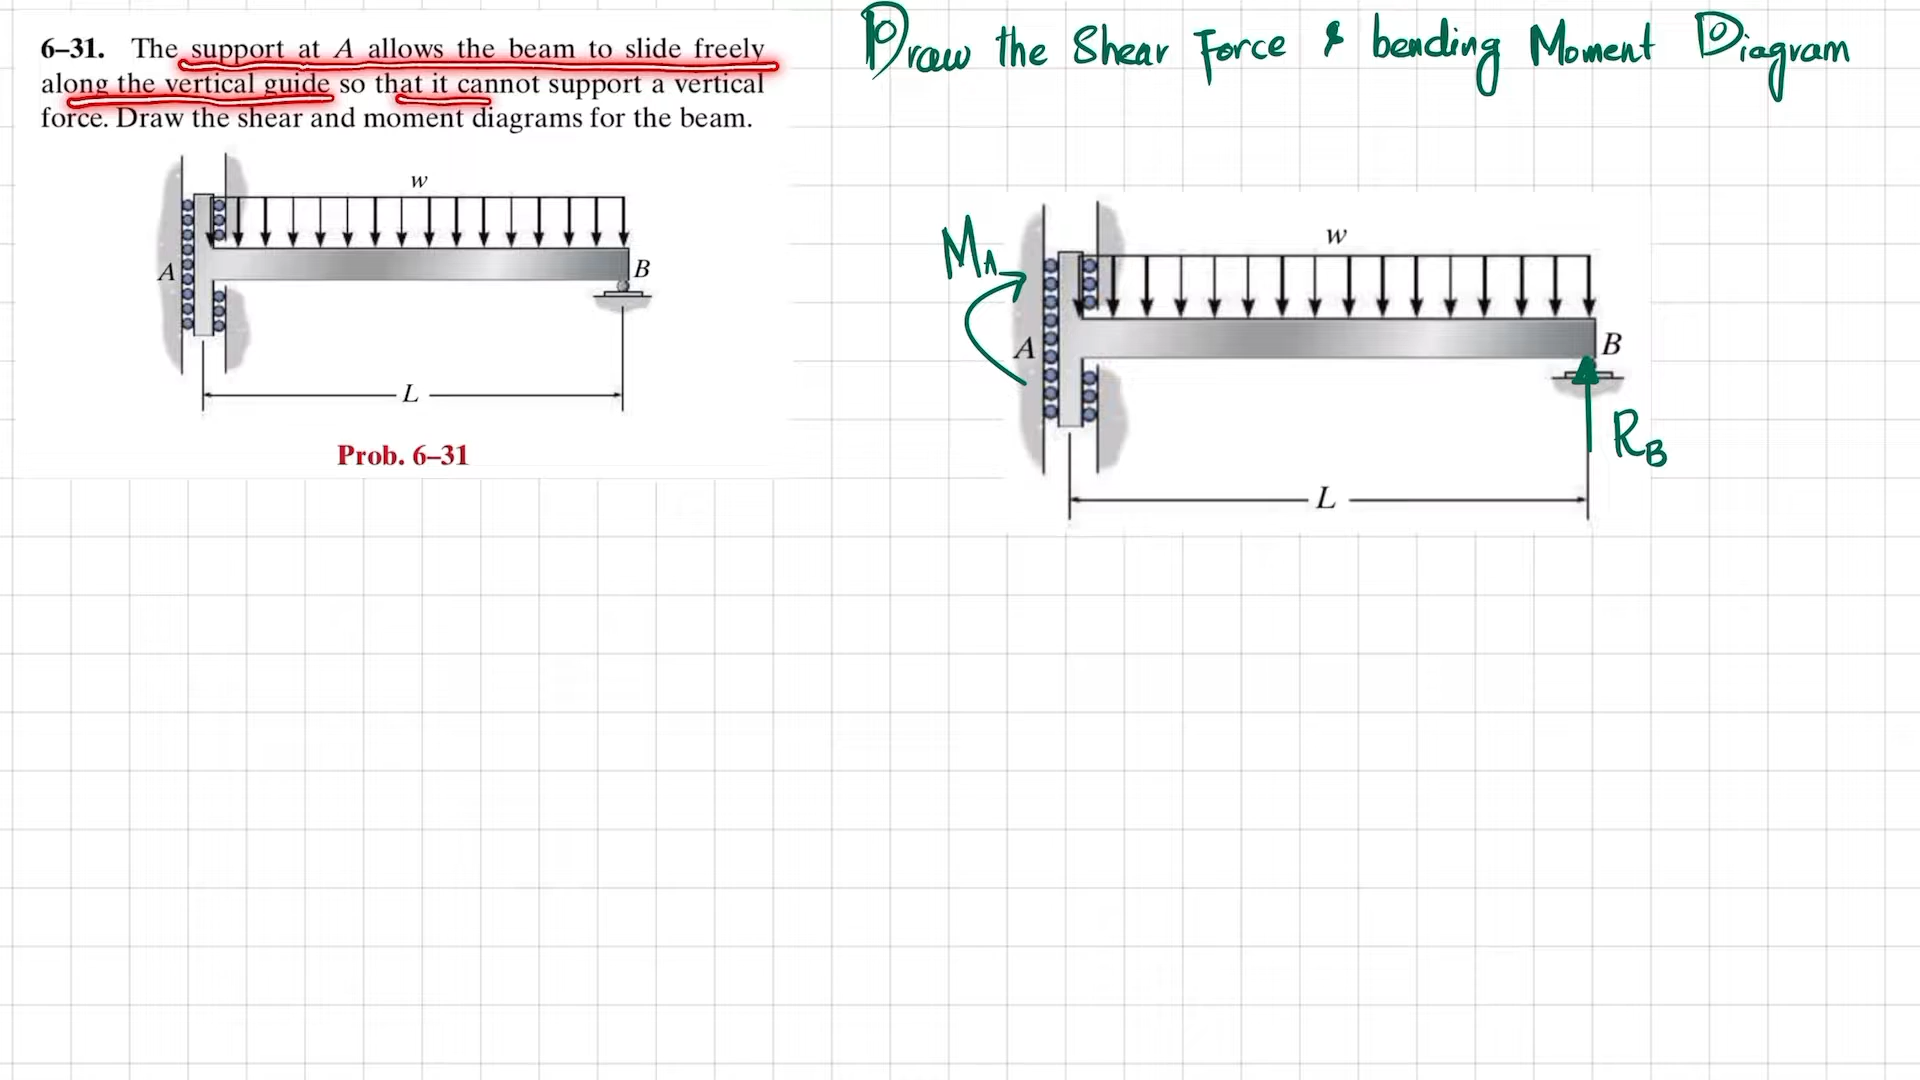 6–31. The support at A allows the beam to slide freely
along the vertical guide so that it cannot support a vertical
force. Draw the shear and moment diagrams for the beam.
w
A
B
L
Prob. 6–31
Draw the Shear Force & bending Moment Diagram
MA
w
A
B
RB
L